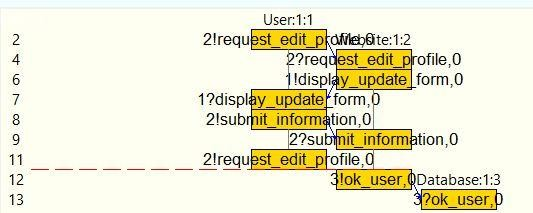 User:1:1
2 2!request_edit_profile,0 Website:1:2
4 2?request_edit_profile,0
6 1!display_update_form,0
7 1?display_update_form,0
8 2!submit_information,0
9 2?submit_information,0
11 2!request_edit_profile,0
12 3!ok_user,0 Database:1:3
13 3?ok_user,0